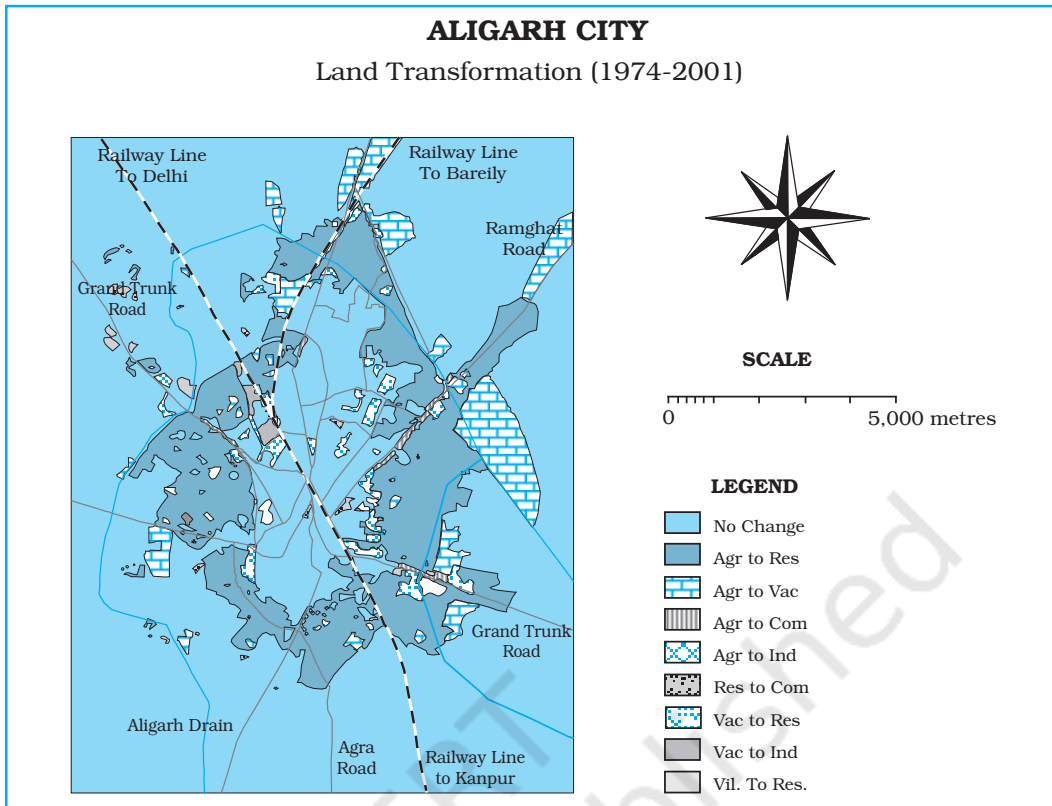 ALIGARH CITY
Land Transformation (1974-2001)
Railway Line
To Delhi
Railway Line
To Bareily
Ramghat
Road
Grand Trunk
Road
Grand Trunk
Road
Aligarh Drain
Agra
Road
Railway Line
to Kanpur
SCALE
0
5,000 metres
LEGEND
No Change
Agr to Res
Agr to Vac
Agr to Com
Agr to Ind
Res to Com
Vac to Res
Vac to Ind
Vil. To Res.